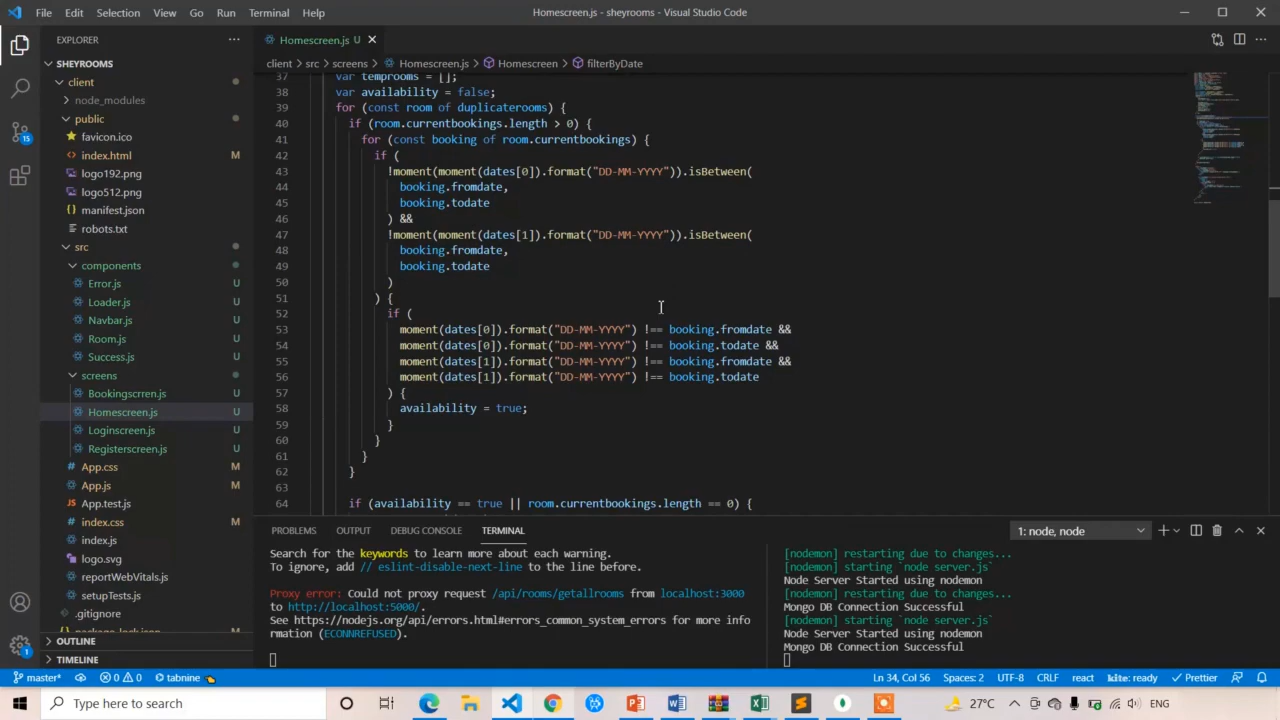 File Edit Selection View Go Run Terminal Help
Homescreen.js - sheyrooms - Visual Studio Code
EXPLORER
Homescreen.js U
SHEYROOMS
client
node_modules
public
favicon.ico
index.html M
logo192.png
logo512.png
manifest.json
robots.txt
src
components
Error.js U
Loader.js U
Navbar.js U
Room.js U
Success.js U
screens
Bookingscrren.js U
Homescreen.js U
Loginscreen.js U
Registerscreen.js U
App.css M
App.js M
App.test.js
index.css M
index.js
logo.svg
reportWebVitals.js
setupTests.js
.gitignore
package-lock.json
OUTLINE
TIMELINE
client > src > screens > Homescreen.js > Homescreen > filterByDate
37 var temprooms = [];
38 var availability = false;
39 for (const room of duplicaterooms) {
40 if (room.currentbookings.length > 0) {
41 for (const booking of room.currentbookings) {
42 if (
43 !moment(moment(dates[0]).format("DD-MM-YYYY")).isBetween(
44 booking.fromdate,
45 booking.todate
46 ) &&
47 !moment(moment(dates[1]).format("DD-MM-YYYY")).isBetween(
48 booking.fromdate,
49 booking.todate
50 )
51 ) {
52 if (
53 moment(dates[0]).format("DD-MM-YYYY") !== booking.fromdate &&
54 moment(dates[0]).format("DD-MM-YYYY") !== booking.todate &&
55 moment(dates[1]).format("DD-MM-YYYY") !== booking.fromdate &&
56 moment(dates[1]).format("DD-MM-YYYY") !== booking.todate
57 ) {
58 availability = true;
59 }
60 }
61 }
62 }
63
64 if (availability == true || room.currentbookings.length == 0) {
PROBLEMS OUTPUT DEBUG CONSOLE TERMINAL
1: node, node
Search for the keywords to learn more about each warning.
To ignore, add // eslint-disable-next-line to the line before.
Proxy error: Could not proxy request /api/rooms/getallrooms from localhost:3000
to http://localhost:5000/.
See https://nodejs.org/api/errors.html#errors_common_system_errors for more info
rmation (ECONNREFUSED).
[nodemon] restarting due to changes...
[nodemon] starting `node server.js`
Node Server Started using nodemon
[nodemon] restarting due to changes...
Mongo DB Connection Successful
[nodemon] starting `node server.js`
Node Server Started using nodemon
Mongo DB Connection Successful
master* 0 0 tabnine
Ln 34, Col 56 Spaces: 2 UTF-8 CRLF react kite: ready Prettier
Type here to search
27°C ENG